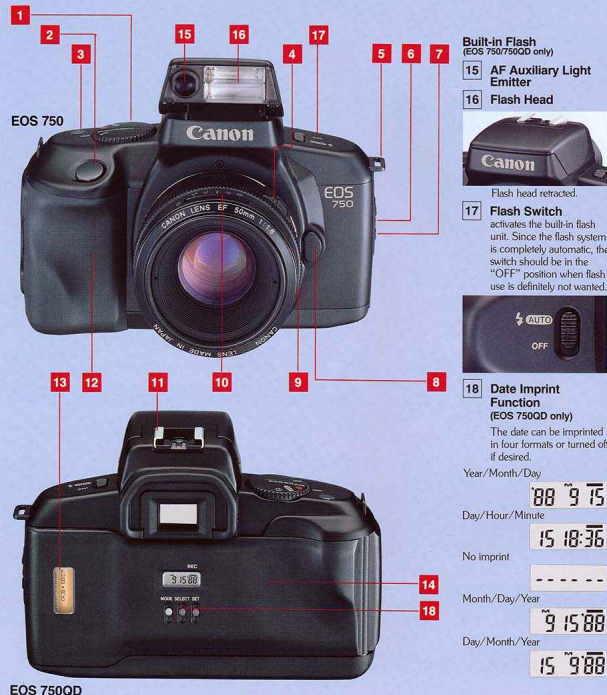 1
2
3
15
16
4
17
5
6
7
EOS 750
Canon
EOS
750
CANON LENS EF 50mm 1:1.8
CANON LENS MADE IN JAPAN
13
12
11
10
9
8
REC
9 15 88
MODE SELECT SET
14
18
EOS 750QD
Built-in Flash
(EOS 750/750QD only)
15 AF Auxiliary Light
Emitter
16 Flash Head
Canon
Flash head retracted.
17 Flash Switch
activates the built-in flash
unit. Since the flash system
is completely automatic, the
switch should be in the
"OFF" position when flash
use is definitely not wanted.
AUTO
OFF
18 Date Imprint
Function
(EOS 750QD only)
The date can be imprinted
in four formats or turned off
if desired.
Year/Month/Day
'88 M 9 15
Day/Hour/Minute
15 18:36
No imprint
- - - - - -
Month/Day/Year
M 9 15 '88
Day/Month/Year
15 M 9 '88